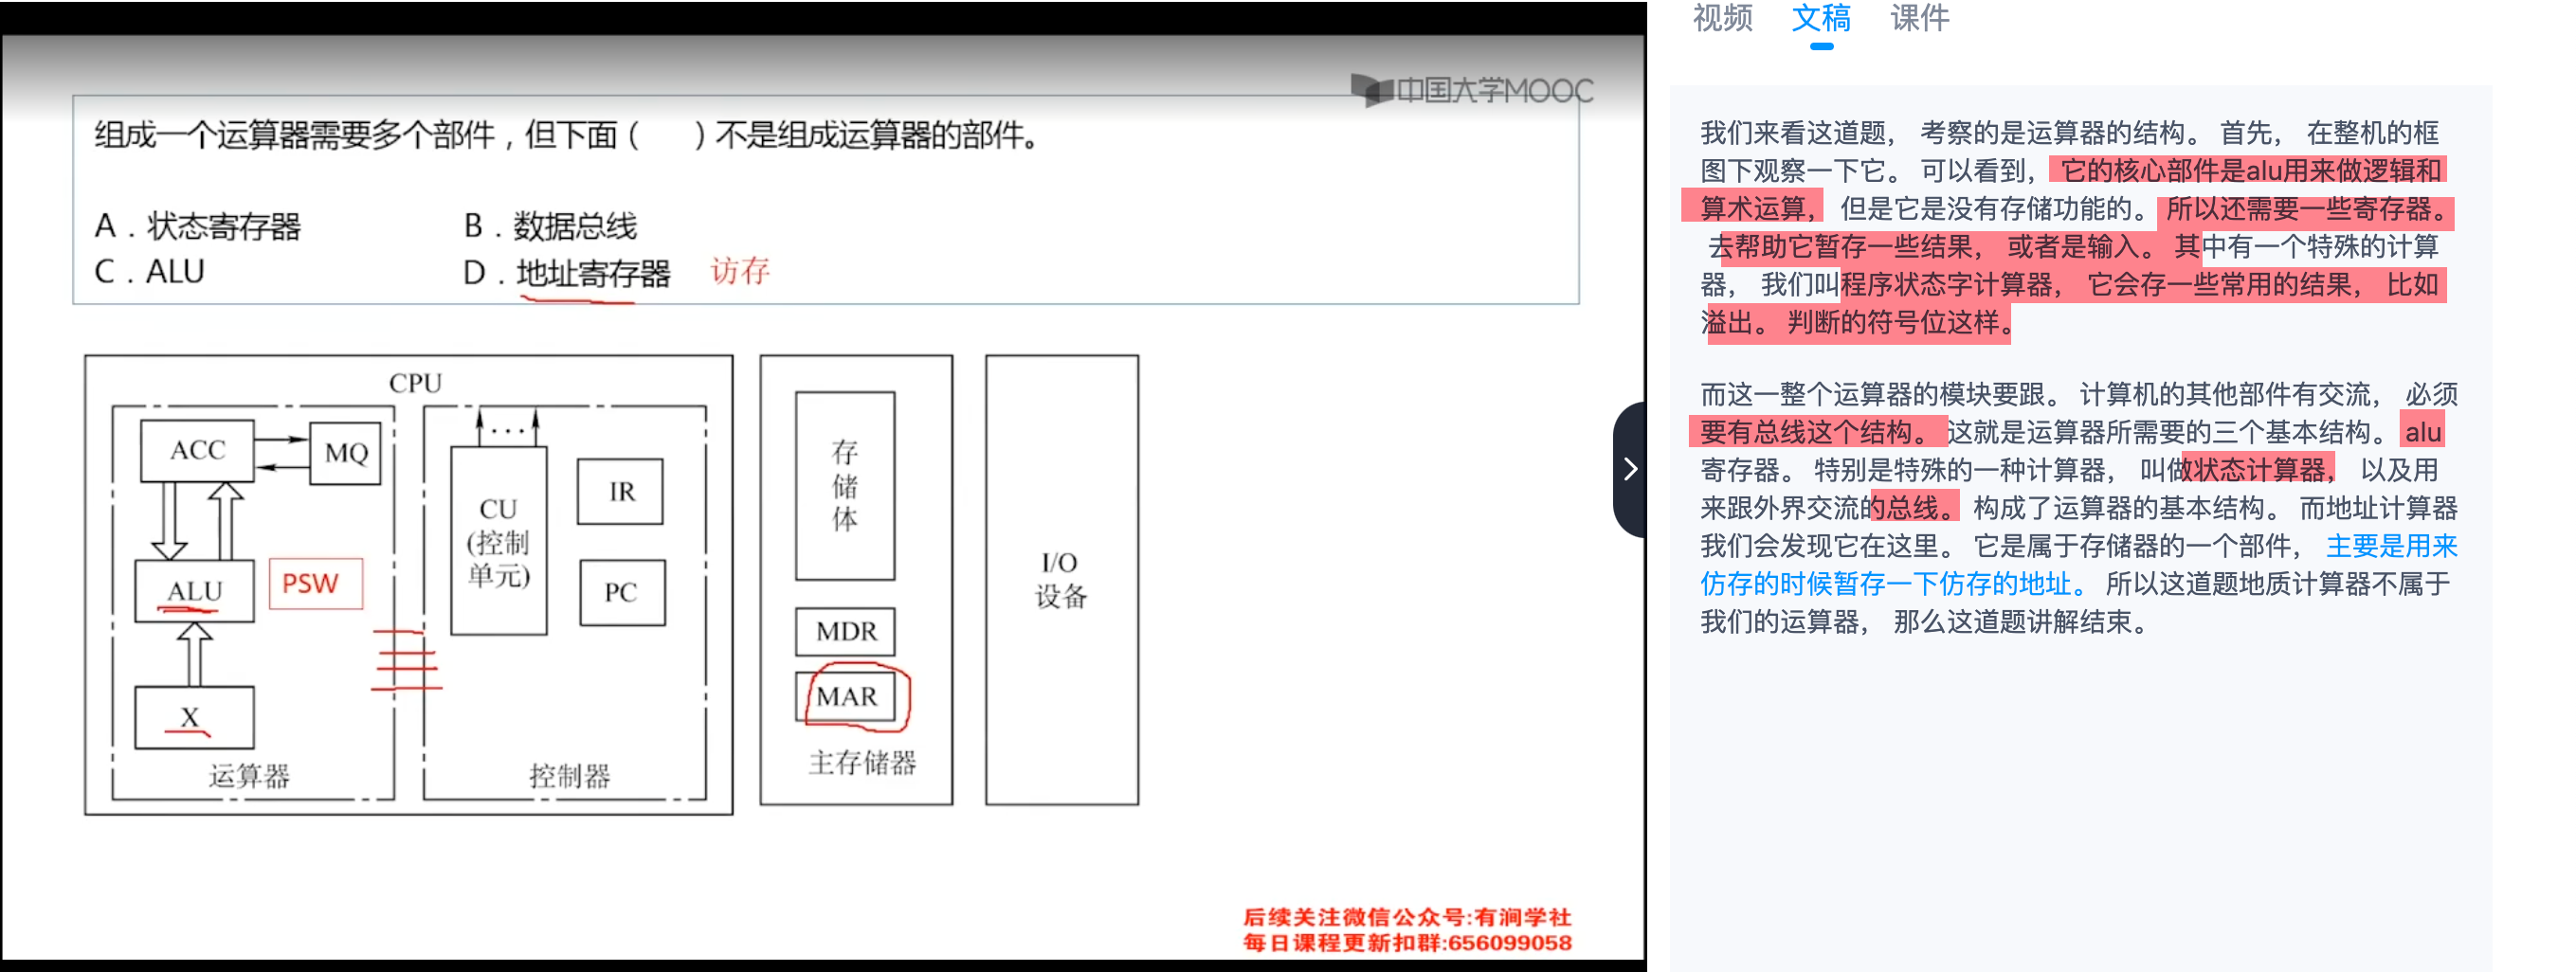 中国大学MOOC
组成一个运算器需要多个部件，但下面（　　）不是组成运算器的部件。
A．状态寄存器　　B．数据总线
C．ALU　　D．地址寄存器　访存
CPU
ACC
MQ
ALU
PSW
X
运算器
CU
(控制
单元)
IR
PC
控制器
存
储
体
MDR
MAR
主存储器
I/O
设备
后续关注微信公众号:有涧学社
每日课程更新扣群:656099058
视频　文稿　课件
我们来看这道题， 考察的是运算器的结构。 首先， 在整机的框
图下观察一下它。 可以看到， 它的核心部件是alu用来做逻辑和
算术运算， 但是它是没有存储功能的。 所以还需要一些寄存器。
去帮助它暂存一些结果， 或者是输入。 其中有一个特殊的计算
器， 我们叫程序状态字计算器， 它会存一些常用的结果， 比如
溢出。 判断的符号位这样。
而这一整个运算器的模块要跟。 计算机的其他部件有交流， 必须
要有总线这个结构。 这就是运算器所需要的三个基本结构。 alu
寄存器。 特别是特殊的一种计算器， 叫做状态计算器， 以及用
来跟外界交流的总线。 构成了运算器的基本结构。 而地址计算器
我们会发现它在这里。 它是属于存储器的一个部件， 主要是用来
仿存的时候暂存一下仿存的地址。 所以这道题地质计算器不属于
我们的运算器， 那么这道题讲解结束。